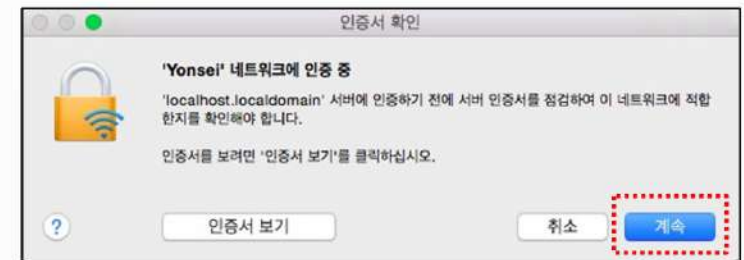 인증서 확인
'Yonsei' 네트워크에 인증 중
'localhost.localdomain' 서버에 인증하기 전에 서버 인증서를 점검하여 이 네트워크에 적합
한지를 확인해야 합니다.
인증서를 보려면 '인증서 보기'를 클릭하십시오.
? 인증서 보기 취소 계속